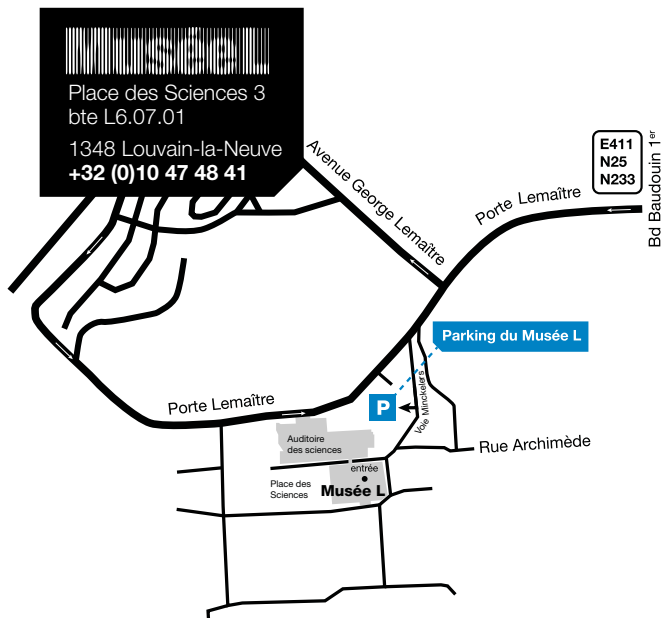 Musée L
Place des Sciences 3
bte L6.07.01
1348 Louvain-la-Neuve
+32 (0)10 47 48 41
Avenue George Lemaître
E411
N25
N233
Bd Baudouin 1er
Porte Lemaître
Parking du Musée L
Voie Minckelers
P
Porte Lemaître
Rue Archimède
Auditoire
des sciences
entrée
Place des
Sciences
Musée L